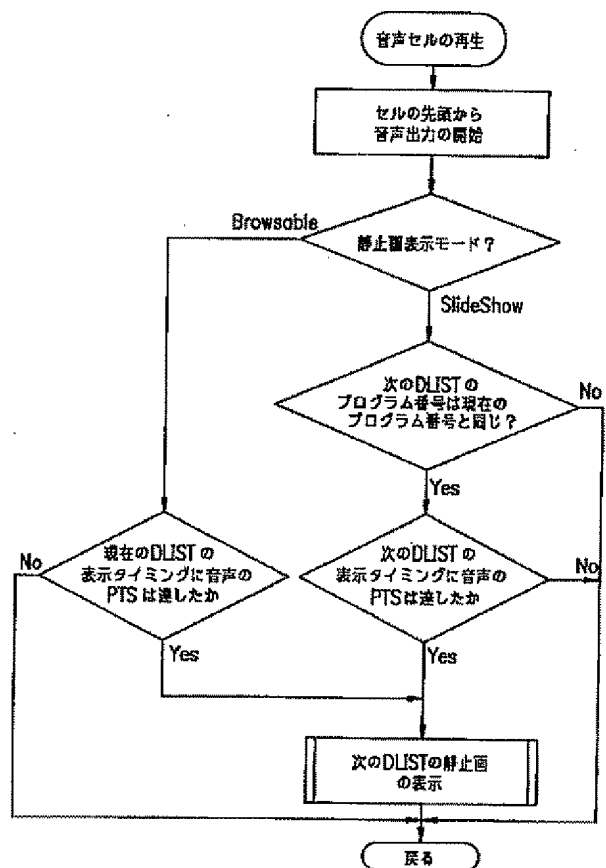 音声セルの再生
セルの先頭から
音声出力の開始
Browsable
静止画表示モード？
SlideShow
次のDLISTの
プログラム番号は現在の
プログラム番号と同じ？
No
Yes
No
現在のDLISTの
表示タイミングに音声の
PTSは達したか
次のDLISTの
表示タイミングに音声の
PTSは達したか
No
Yes
Yes
次のDLISTの静止画
の表示
戻る